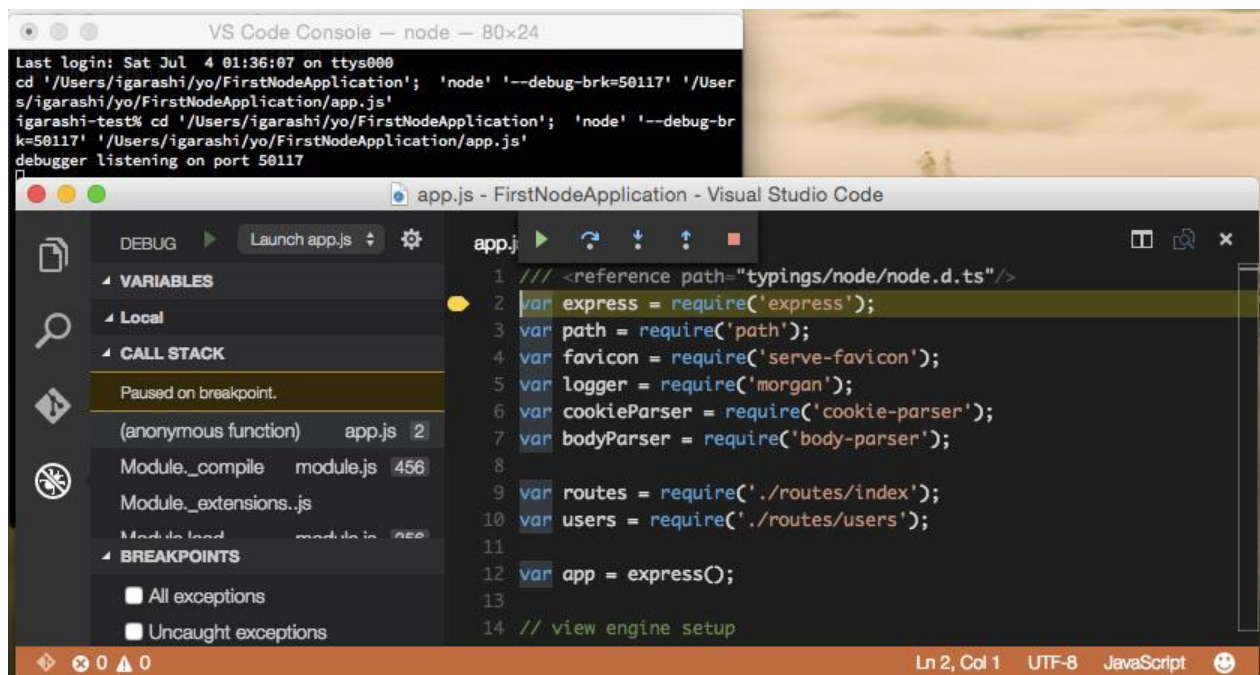 VS Code Console — node — 80×24
Last login: Sat Jul  4 01:36:07 on ttys000
cd '/Users/igarashi/yo/FirstNodeApplication';  'node' '--debug-brk=50117' '/User
s/igarashi/yo/FirstNodeApplication/app.js'
igarashi-test% cd '/Users/igarashi/yo/FirstNodeApplication';  'node' '--debug-br
k=50117' '/Users/igarashi/yo/FirstNodeApplication/app.js'
debugger listening on port 50117
app.js - FirstNodeApplication - Visual Studio Code
DEBUG Launch app.js
VARIABLES
Local
CALL STACK
Paused on breakpoint.
(anonymous function) app.js 2
Module._compile module.js 456
Module._extensions..js
Module.load module.js 356
BREAKPOINTS
All exceptions
Uncaught exceptions
app.j
1 /// <reference path="typings/node/node.d.ts"/>
2 var express = require('express');
3 var path = require('path');
4 var favicon = require('serve-favicon');
5 var logger = require('morgan');
6 var cookieParser = require('cookie-parser');
7 var bodyParser = require('body-parser');
8
9 var routes = require('./routes/index');
10 var users = require('./routes/users');
11
12 var app = express();
13
14 // view engine setup
0 0 Ln 2, Col 1 UTF-8 JavaScript